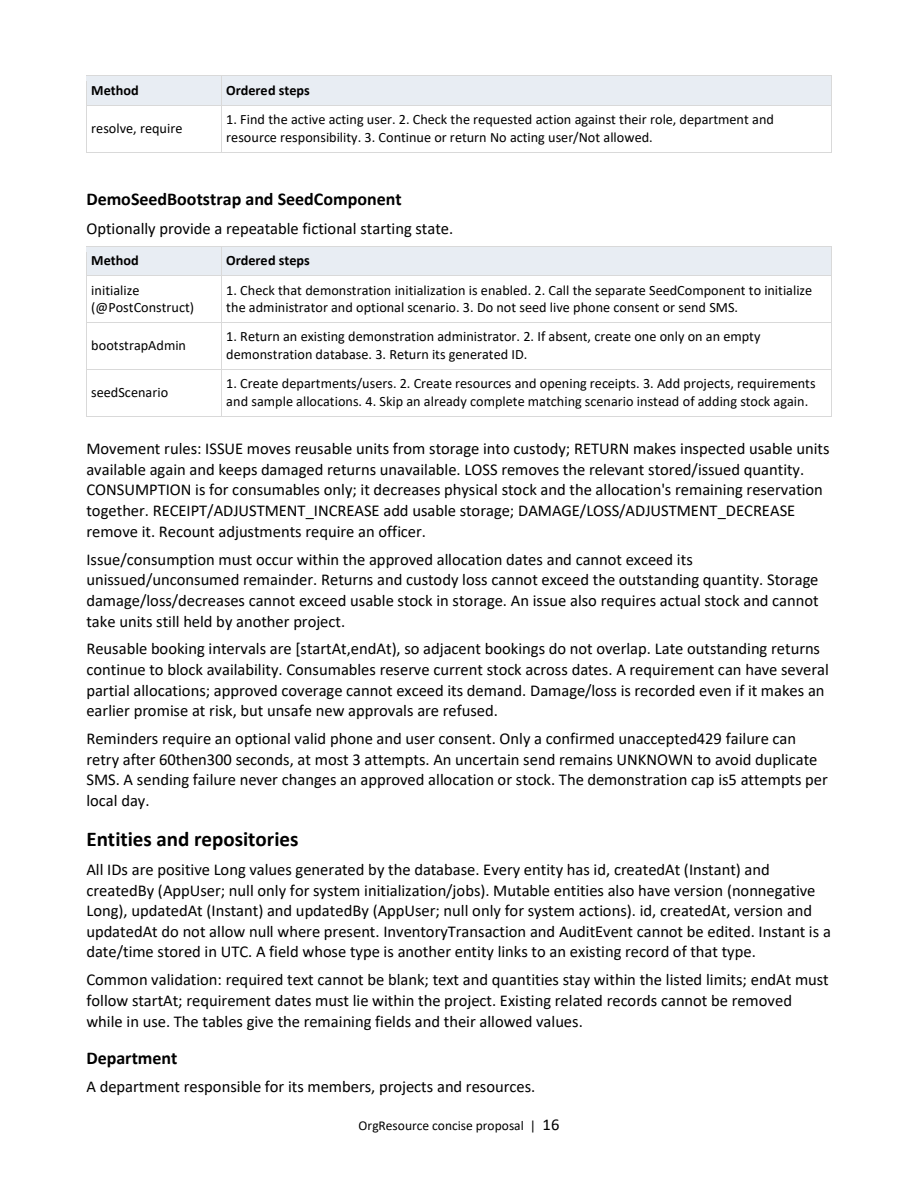 Method Ordered steps
resolve, require
1. Find the active acting user. 2. Check the requested action against their role, department and
resource responsibility. 3. Continue or return No acting user/Not allowed.
DemoSeedBootstrap and SeedComponent
Optionally provide a repeatable fictional starting state.
Method Ordered steps
initialize
(@PostConstruct)
1. Check that demonstration initialization is enabled. 2. Call the separate SeedComponent to initialize
the administrator and optional scenario. 3. Do not seed live phone consent or send SMS.
bootstrapAdmin
1. Return an existing demonstration administrator. 2. If absent, create one only on an empty
demonstration database. 3. Return its generated ID.
seedScenario
1. Create departments/users. 2. Create resources and opening receipts. 3. Add projects, requirements
and sample allocations. 4. Skip an already complete matching scenario instead of adding stock again.
Movement rules: ISSUE moves reusable units from storage into custody; RETURN makes inspected usable units
available again and keeps damaged returns unavailable. LOSS removes the relevant stored/issued quantity.
CONSUMPTION is for consumables only; it decreases physical stock and the allocation's remaining reservation
together. RECEIPT/ADJUSTMENT_INCREASE add usable storage; DAMAGE/LOSS/ADJUSTMENT_DECREASE
remove it. Recount adjustments require an officer.
Issue/consumption must occur within the approved allocation dates and cannot exceed its
unissued/unconsumed remainder. Returns and custody loss cannot exceed the outstanding quantity. Storage
damage/loss/decreases cannot exceed usable stock in storage. An issue also requires actual stock and cannot
take units still held by another project.
Reusable booking intervals are [startAt,endAt), so adjacent bookings do not overlap. Late outstanding returns
continue to block availability. Consumables reserve current stock across dates. A requirement can have several
partial allocations; approved coverage cannot exceed its demand. Damage/loss is recorded even if it makes an
earlier promise at risk, but unsafe new approvals are refused.
Reminders require an optional valid phone and user consent. Only a confirmed unaccepted429 failure can
retry after 60then300 seconds, at most 3 attempts. An uncertain send remains UNKNOWN to avoid duplicate
SMS. A sending failure never changes an approved allocation or stock. The demonstration cap is5 attempts per
local day.
Entities and repositories
All IDs are positive Long values generated by the database. Every entity has id, createdAt (Instant) and
createdBy (AppUser; null only for system initialization/jobs). Mutable entities also have version (nonnegative
Long), updatedAt (Instant) and updatedBy (AppUser; null only for system actions). id, createdAt, version and
updatedAt do not allow null where present. InventoryTransaction and AuditEvent cannot be edited. Instant is a
date/time stored in UTC. A field whose type is another entity links to an existing record of that type.
Common validation: required text cannot be blank; text and quantities stay within the listed limits; endAt must
follow startAt; requirement dates must lie within the project. Existing related records cannot be removed
while in use. The tables give the remaining fields and their allowed values.
Department
A department responsible for its members, projects and resources.
OrgResource concise proposal | 16